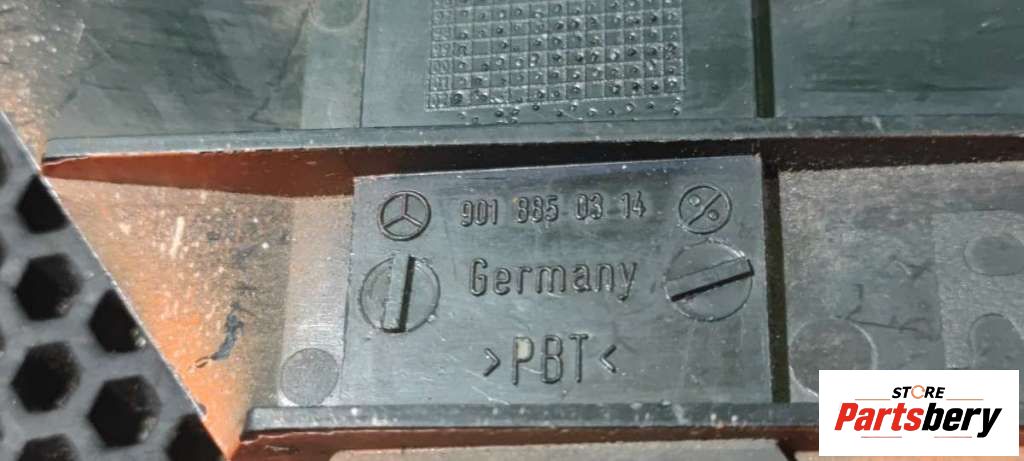 901 885 03 14
Germany
>PBT<
STORE
Partsbery